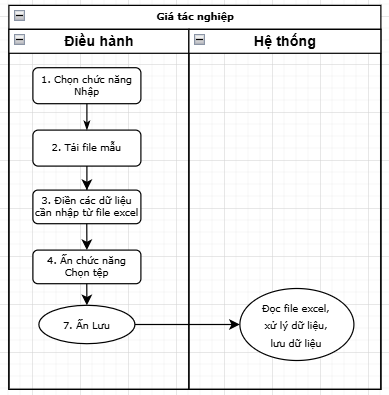 Giá tác nghiệp
Điều hành
Hệ thống
1. Chọn chức năng
Nhập
2. Tải file mẫu
3. Điền các dữ liệu
cần nhập từ file excel
4. Ấn chức năng
Chọn tệp
7. Ấn Lưu
Đọc file excel,
xử lý dữ liệu,
lưu dữ liệu